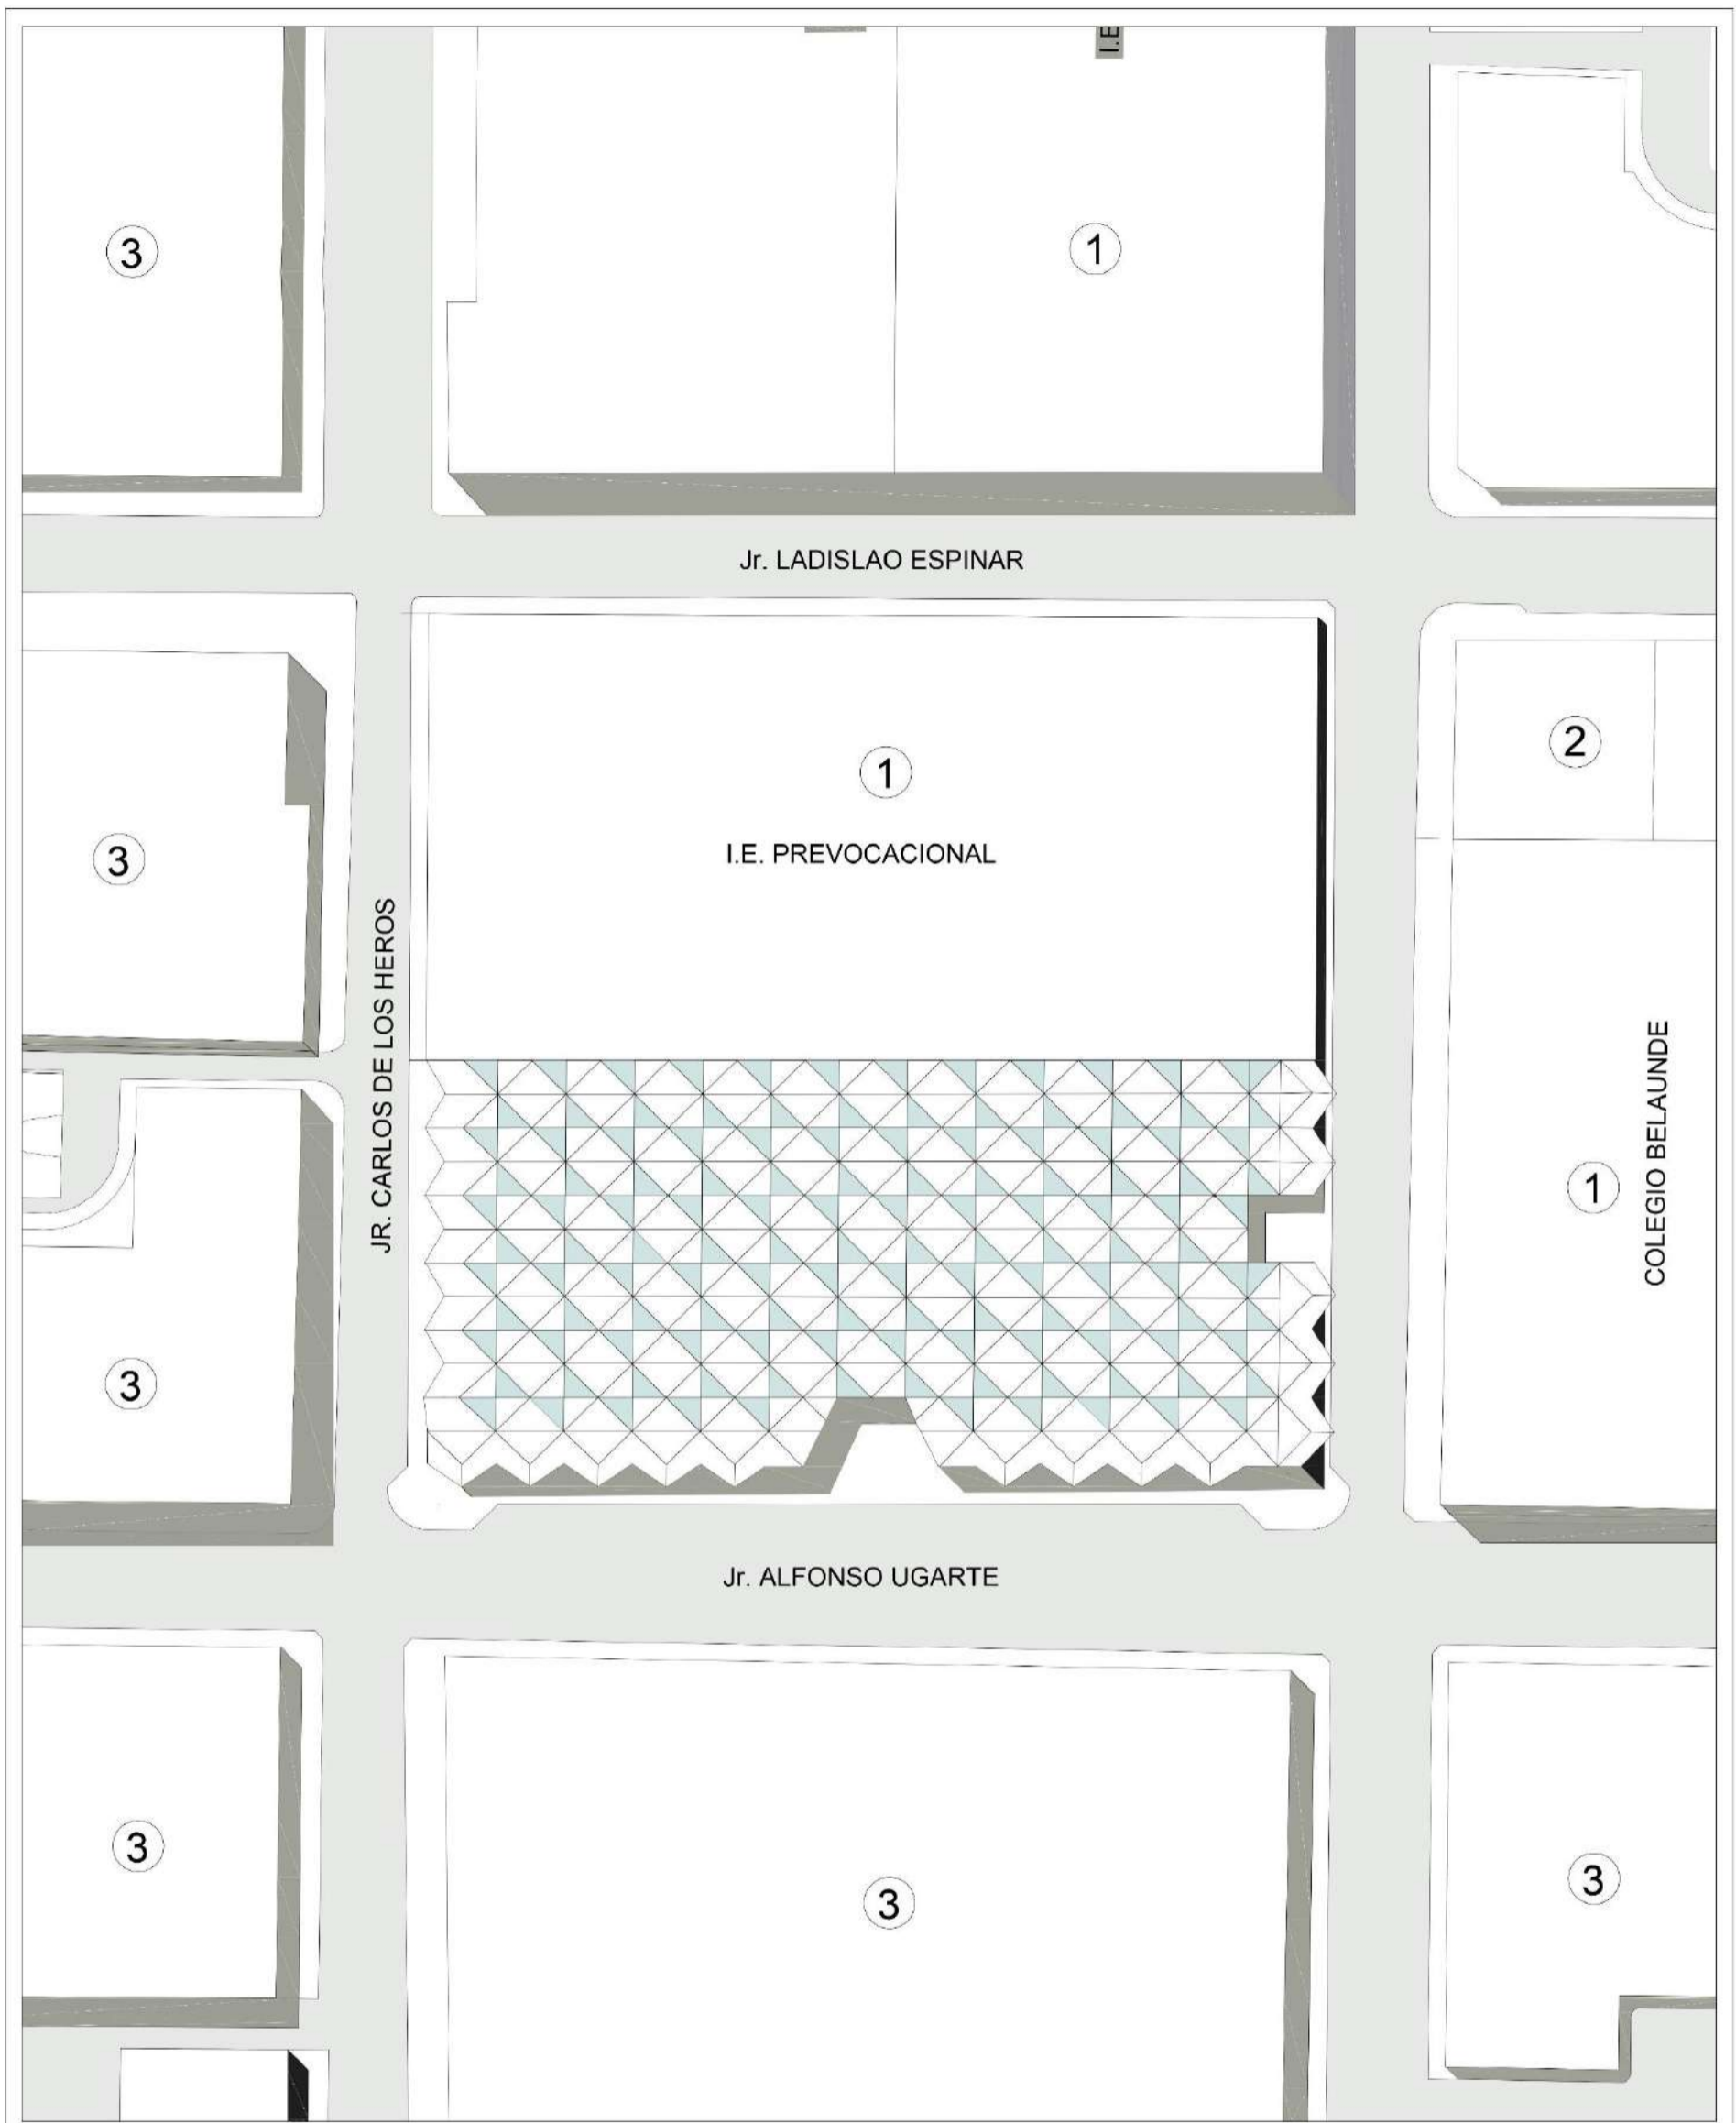 I.E
3
1
Jr. LADISLAO ESPINAR
2
1
3
I.E. PREVOCACIONAL
JR. CARLOS DE LOS HEROS
COLEGIO BELAUNDE
1
3
Jr. ALFONSO UGARTE
3
3
3